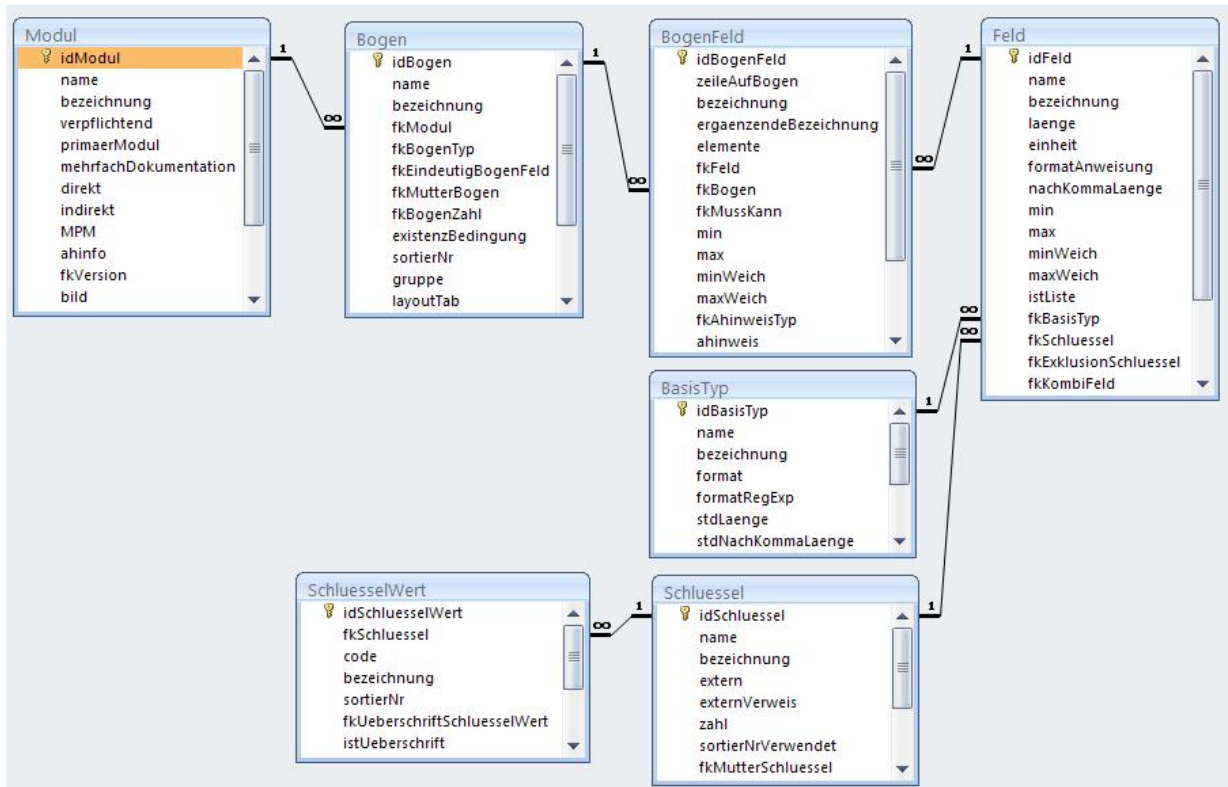 Modul
idModul
name
bezeichnung
verpflichtend
primaerModul
mehrfachDokumentation
direkt
indirekt
MPM
ahinfo
fkVersion
bild
1
∞
Bogen
idBogen
name
bezeichnung
fkModul
fkBogenTyp
fkEindeutigBogenFeld
fkMutterBogen
fkBogenZahl
existenzBedingung
sortierNr
gruppe
layoutTab
1
∞
BogenFeld
idBogenFeld
zeileAufBogen
bezeichnung
ergaenzendeBezeichnung
elemente
fkFeld
fkBogen
fkMussKann
min
max
minWeich
maxWeich
fkAhinweisTyp
ahinweis
∞
1
Feld
idFeld
name
bezeichnung
laenge
einheit
formatAnweisung
nachKommaLaenge
min
max
minWeich
maxWeich
istListe
fkBasisTyp
fkSchluessel
fkExklusionSchluessel
fkKombiFeld
∞
∞
BasisTyp
idBasisTyp
name
bezeichnung
format
formatRegExp
stdLaenge
stdNachKommaLaenge
1
SchluesselWert
idSchluesselWert
fkSchluessel
code
bezeichnung
sortierNr
fkUeberschriftSchluesselWert
istUeberschrift
∞
1
Schluessel
idSchluessel
name
bezeichnung
extern
externVerweis
zahl
sortierNrVerwendet
fkMutterSchluessel
1